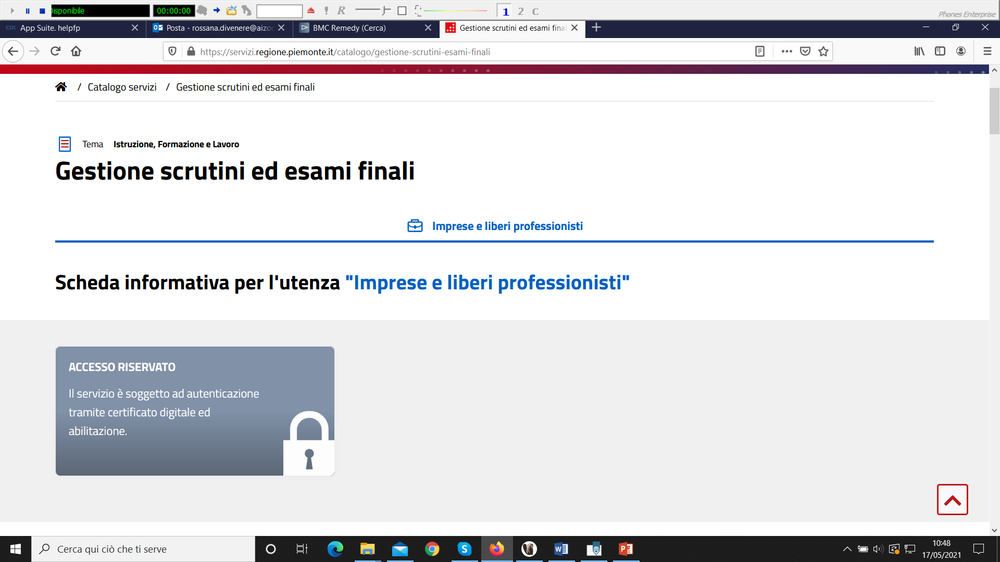 Disponibile 00:00:00 R 1 2 C
Phones Enterprise
App Suite. helpfp
Posta - rossana.divenere@aizoo
BMC Remedy (Cerca)
Gestione scrutini ed esami fina
https://servizi.regione.piemonte.it/catalogo/gestione-scrutini-esami-finali
/ Catalogo servizi / Gestione scrutini ed esami finali
Tema Istruzione, Formazione e Lavoro
Gestione scrutini ed esami finali
Imprese e liberi professionisti
Scheda informativa per l'utenza "Imprese e liberi professionisti"
ACCESSO RISERVATO
Il servizio è soggetto ad autenticazione
tramite certificato digitale ed
abilitazione.
Cerca qui ciò che ti serve
10:48
17/05/2021